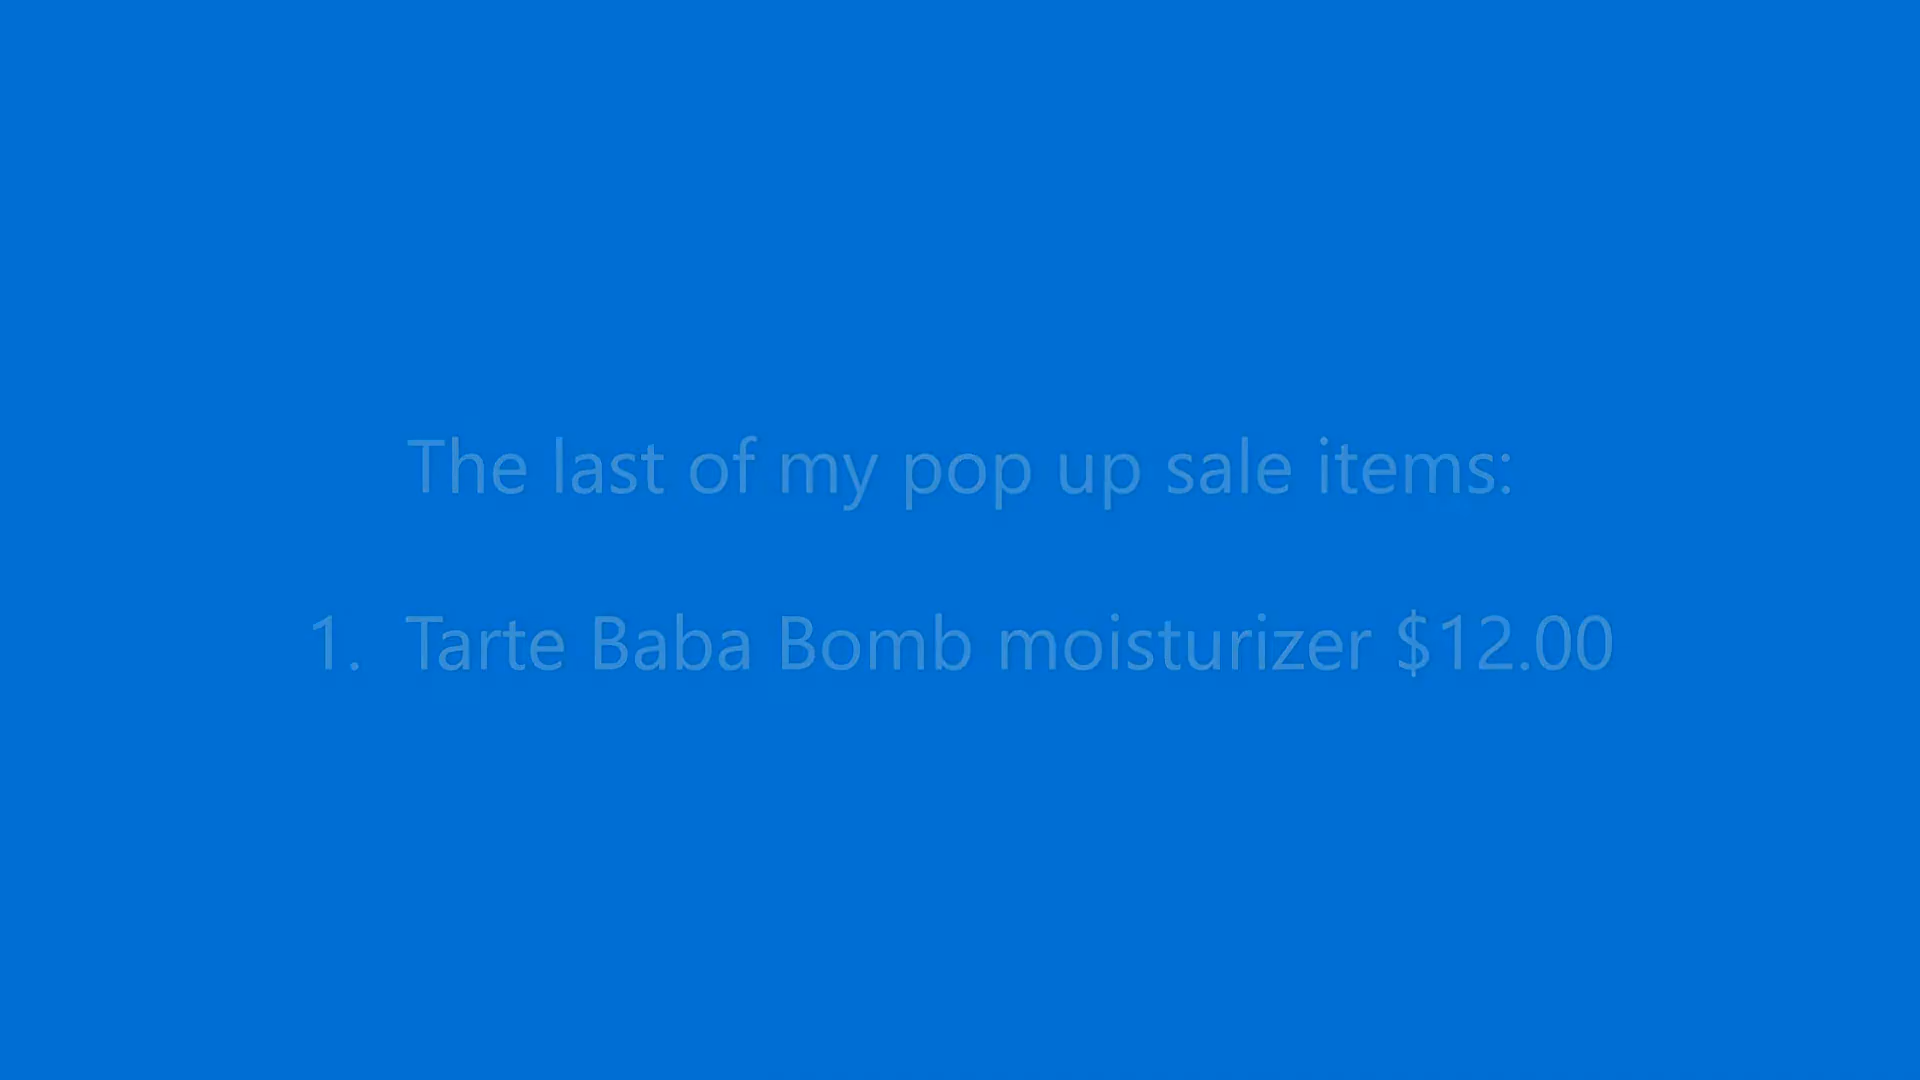 The last of my pop up sale items:
1. Tarte Baba Bomb moisturizer $12.00